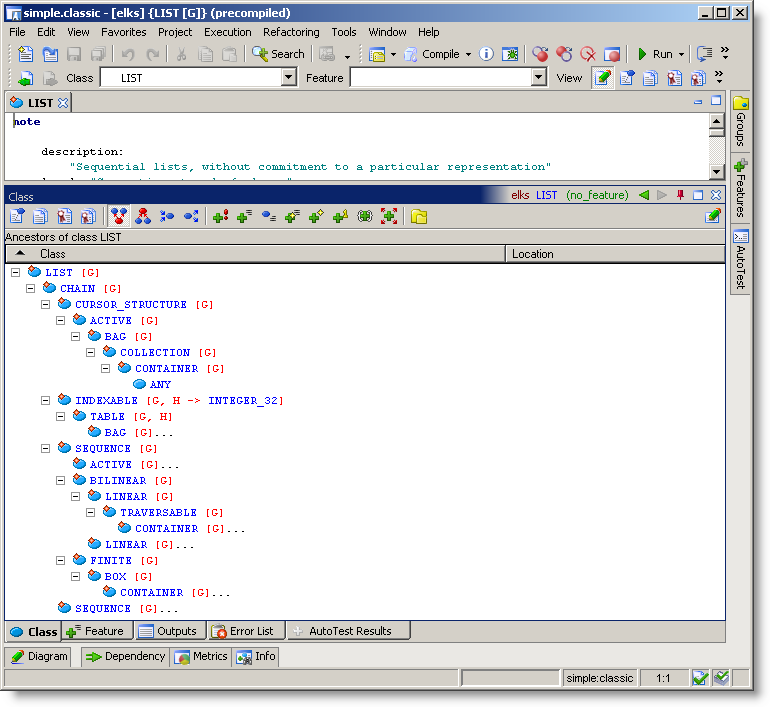 simple.classic - [elks] {LIST [G]} (precompiled)
File Edit View Favorites Project Execution Refactoring Tools Window Help
Search Compile Run
Class LIST Feature View
LIST
note
description:
"Sequential lists, without commitment to a particular representation"
Groups
Features
AutoTest
Class elks LIST (no_feature)
Ancestors of class LIST
Class Location
LIST [G]
CHAIN [G]
CURSOR_STRUCTURE [G]
ACTIVE [G]
BAG [G]
COLLECTION [G]
CONTAINER [G]
ANY
INDEXABLE [G, H -> INTEGER_32]
TABLE [G, H]
BAG [G]...
SEQUENCE [G]
ACTIVE [G]...
BILINEAR [G]
LINEAR [G]
TRAVERSABLE [G]
CONTAINER [G]...
LINEAR [G]...
FINITE [G]
BOX [G]
CONTAINER [G]...
SEQUENCE [G]...
Class Feature Outputs Error List AutoTest Results
Diagram Dependency Metrics Info
simple:classic 1:1